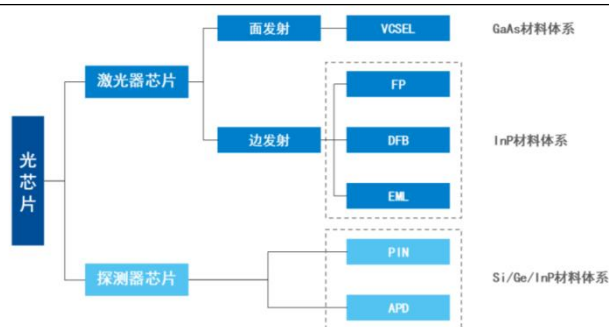 光芯片
激光器芯片
面发射
VCSEL
GaAs材料体系
边发射
FP
DFB
EML
InP材料体系
探测器芯片
PIN
APD
Si/Ge/InP材料体系